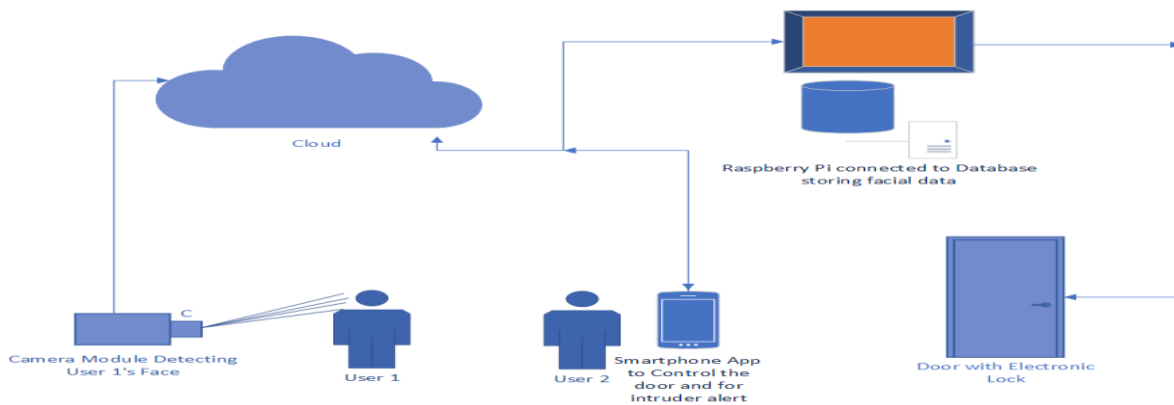 Cloud
Raspberry Pi connected to Database
storing facial data
C
Camera Module Detecting
User 1's Face
User 1
User 2
Smartphone App
to Control the
door and for
intruder alert
Door with Electronic
Lock